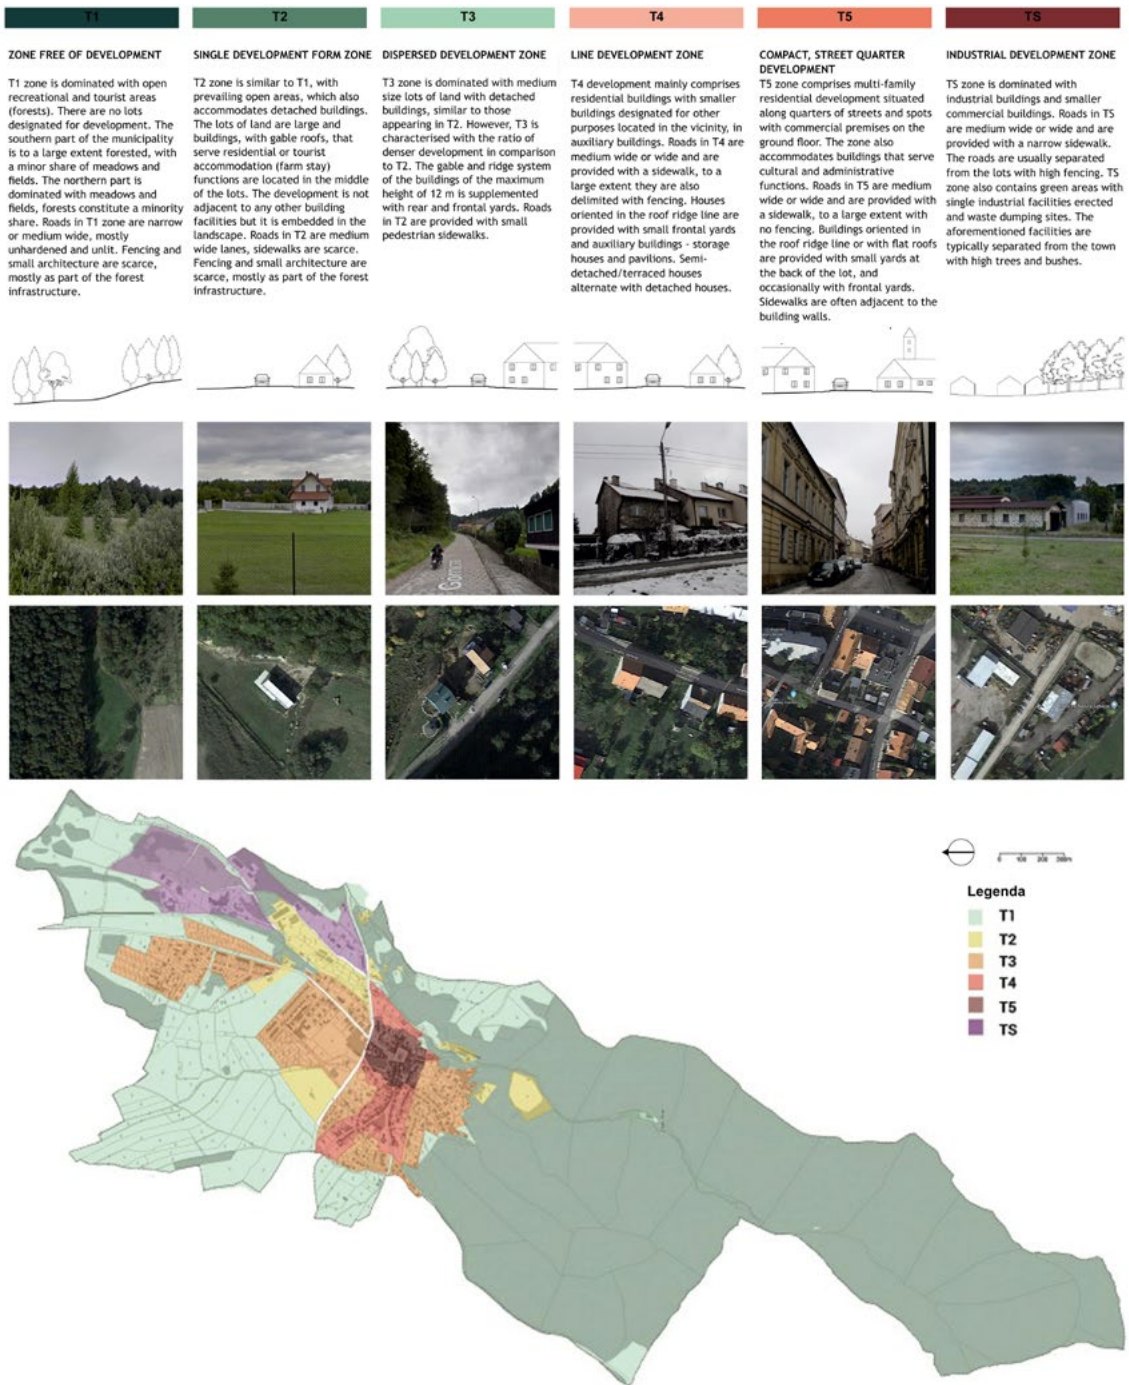 T1
ZONE FREE OF DEVELOPMENT
T1 zone is dominated with open
recreational and tourist areas
(forests). There are no lots
designated for development. The
southern part of the municipality
is to a large extent forested, with
a minor share of meadows and
fields. The northern part is
dominated with meadows and
fields, forests constitute a minority
share. Roads in T1 zone are narrow
or medium wide, mostly
unhardened and unlit. Fencing and
small architecture are scarce,
mostly as part of the forest
infrastructure.
T2
SINGLE DEVELOPMENT FORM ZONE
T2 zone is similar to T1, with
prevailing open areas, which also
accommodates detached buildings.
The lots of land are large and
buildings, with gable roofs, that
serve residential or tourist
accommodation (farm stay)
functions are located in the middle
of the lots. The development is not
adjacent to any other building
facilities but it is embedded in the
landscape. Roads in T2 are medium
wide lanes, sidewalks are scarce.
Fencing and small architecture are
scarce, mostly as part of the forest
infrastructure.
T3
DISPERSED DEVELOPMENT ZONE
T3 zone is dominated with medium
size lots of land with detached
buildings, similar to those
appearing in T2. However, T3 is
characterised with the ratio of
denser development in comparison
to T2. The gable and ridge system
of the buildings of the maximum
height of 12 m is supplemented
with rear and frontal yards. Roads
in T2 are provided with small
pedestrian sidewalks.
T4
LINE DEVELOPMENT ZONE
T4 development mainly comprises
residential buildings with smaller
buildings designated for other
purposes located in the vicinity, in
auxiliary buildings. Roads in T4 are
medium wide or wide and are
provided with a sidewalk, to a
large extent they are also
delimited with fencing. Houses
oriented in the roof ridge line are
provided with small frontal yards
and auxiliary buildings - storage
houses and pavilions. Semi-
detached/terraced houses
alternate with detached houses.
T5
COMPACT, STREET QUARTER
DEVELOPMENT
T5 zone comprises multi-family
residential development situated
along quarters of streets and spots
with commercial premises on the
ground floor. The zone also
accommodates buildings that serve
cultural and administrative
functions. Roads in T5 are medium
wide or wide and are provided with
a sidewalk, to a large extent with
no fencing. Buildings oriented in
the roof ridge line or with flat roofs
are provided with small yards at
the back of the lot, and
occasionally with frontal yards.
Sidewalks are often adjacent to the
building walls.
TS
INDUSTRIAL DEVELOPMENT ZONE
TS zone is dominated with
industrial buildings and smaller
commercial buildings. Roads in TS
are medium wide or wide and are
provided with a narrow sidewalk.
The roads are usually separated
from the lots with high fencing. TS
zone also contains green areas with
single industrial facilities erected
and waste dumping sites. The
aforementioned facilities are
typically separated from the town
with high trees and bushes.
Górnicza
0 100 200 300m
Legenda
T1
T2
T3
T4
T5
TS